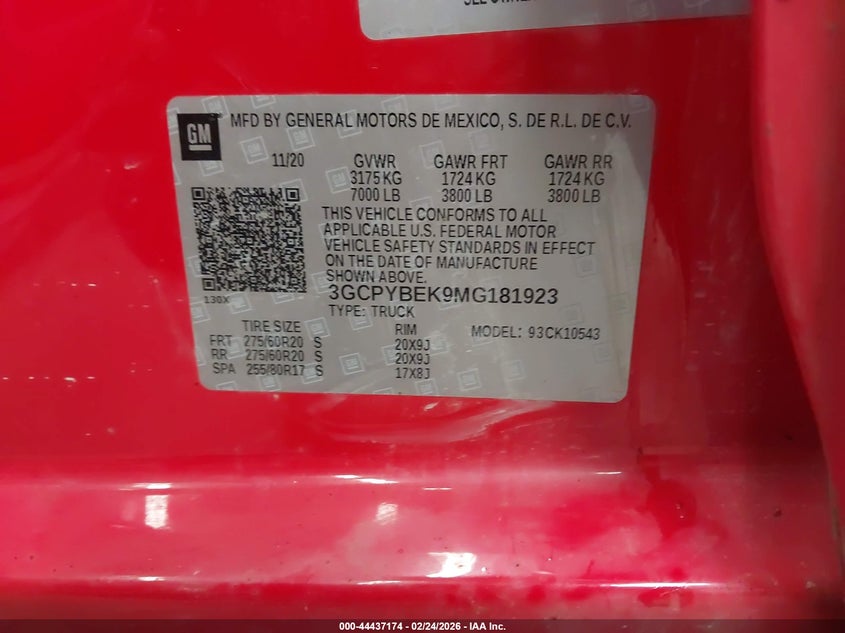 MFD BY GENERAL MOTORS DE MEXICO, S. DE R.L. DE C.V.
GM
11/20 GVWR GAWR FRT GAWR RR
3175 KG 1724 KG 1724 KG
7000 LB 3800 LB 3800 LB
THIS VEHICLE CONFORMS TO ALL
APPLICABLE U.S. FEDERAL MOTOR
VEHICLE SAFETY STANDARDS IN EFFECT
ON THE DATE OF MANUFACTURE
SHOWN ABOVE.
130X
3GCPYBEK9MG181923
TYPE: TRUCK
TIRE SIZE RIM MODEL: 93CK10543
FRT 275/60R20 S 20X9J
RR 275/60R20 S 20X9J
SPA 255/80R17 S 17X8J
000-44437174 - 02/24/2026 - IAA Inc.